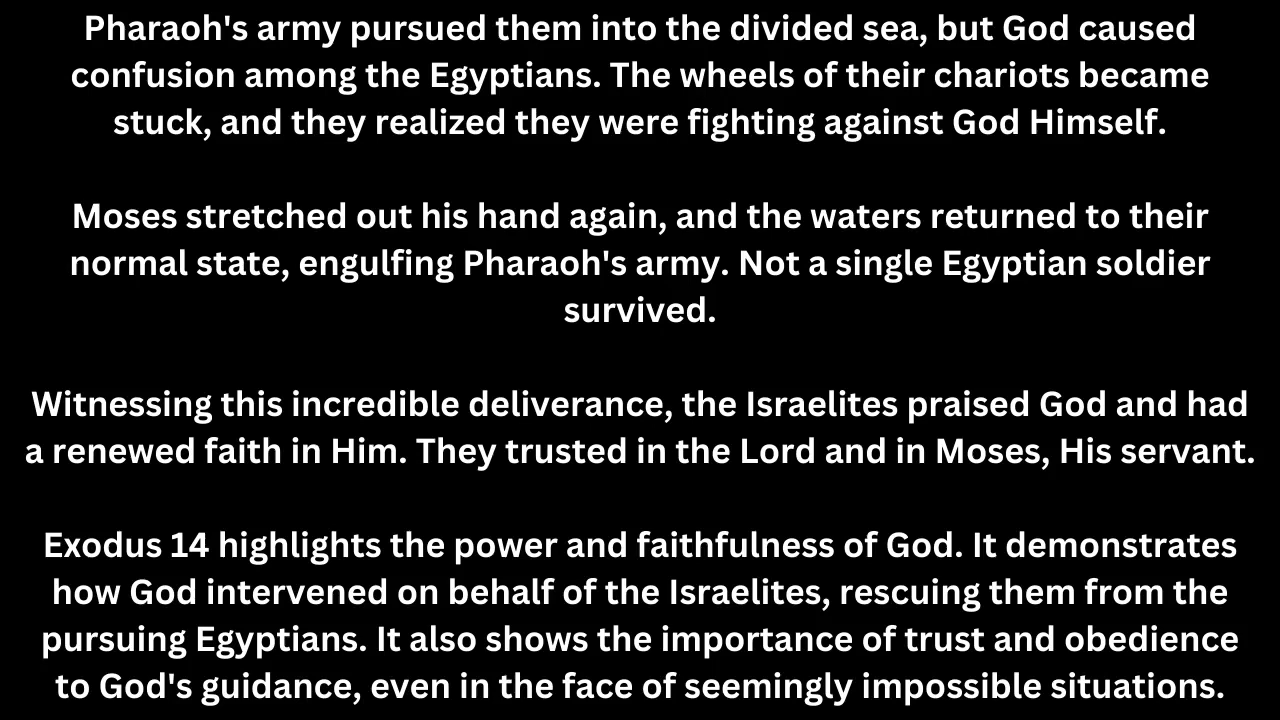 Pharaoh's army pursued them into the divided sea, but God caused
confusion among the Egyptians. The wheels of their chariots became
stuck, and they realized they were fighting against God Himself.
Moses stretched out his hand again, and the waters returned to their
normal state, engulfing Pharaoh's army. Not a single Egyptian soldier
survived.
Witnessing this incredible deliverance, the Israelites praised God and had
a renewed faith in Him. They trusted in the Lord and in Moses, His servant.
Exodus 14 highlights the power and faithfulness of God. It demonstrates
how God intervened on behalf of the Israelites, rescuing them from the
pursuing Egyptians. It also shows the importance of trust and obedience
to God's guidance, even in the face of seemingly impossible situations.